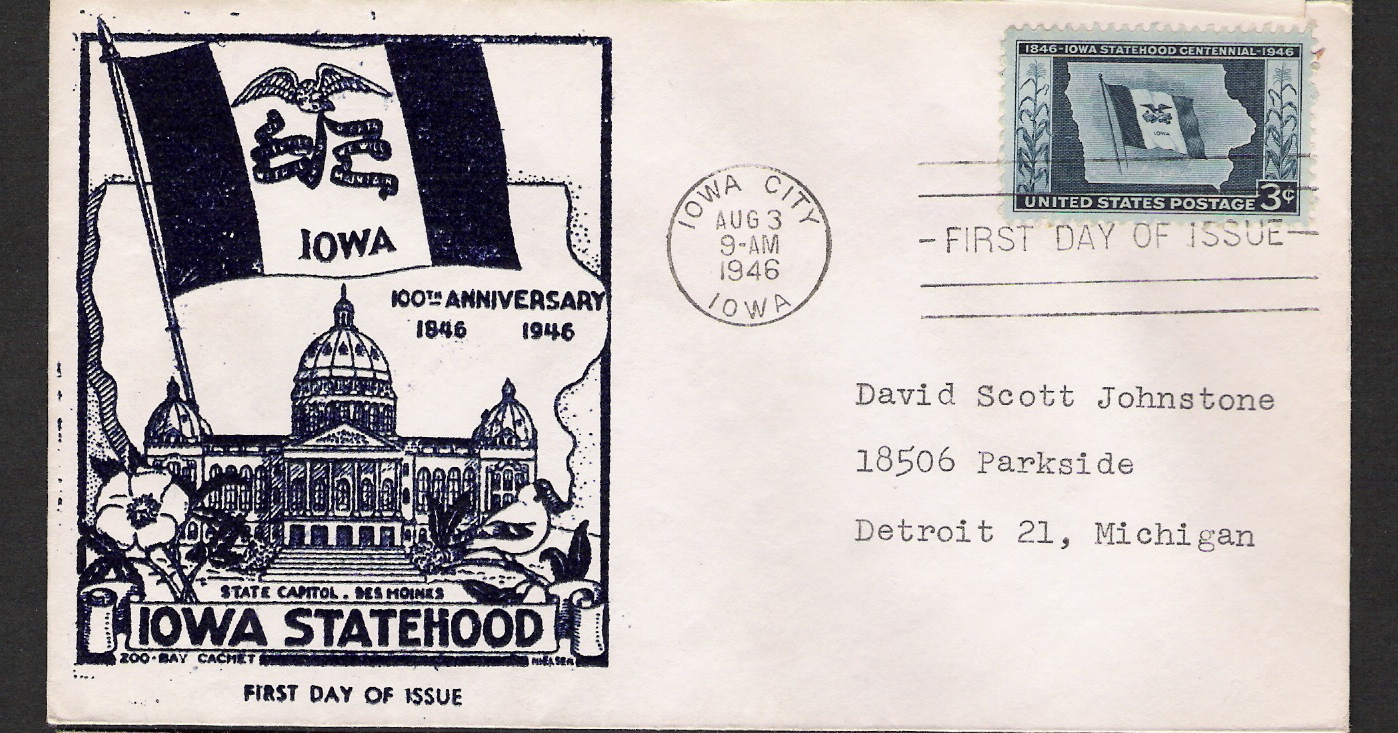 IOWA
100TH ANNIVERSARY
1846 1946
STATE CAPITOL . DES MOINES
IOWA STATEHOOD
ZOO-BAY CACHET
FIRST DAY OF ISSUE
IOWA CITY
AUG 3
9-AM
1946
IOWA
1846-IOWA STATEHOOD CENTENNIAL-1946
IOWA
UNITED STATES POSTAGE 3¢
-FIRST DAY OF ISSUE-
David Scott Johnstone
18506 Parkside
Detroit 21, Michigan